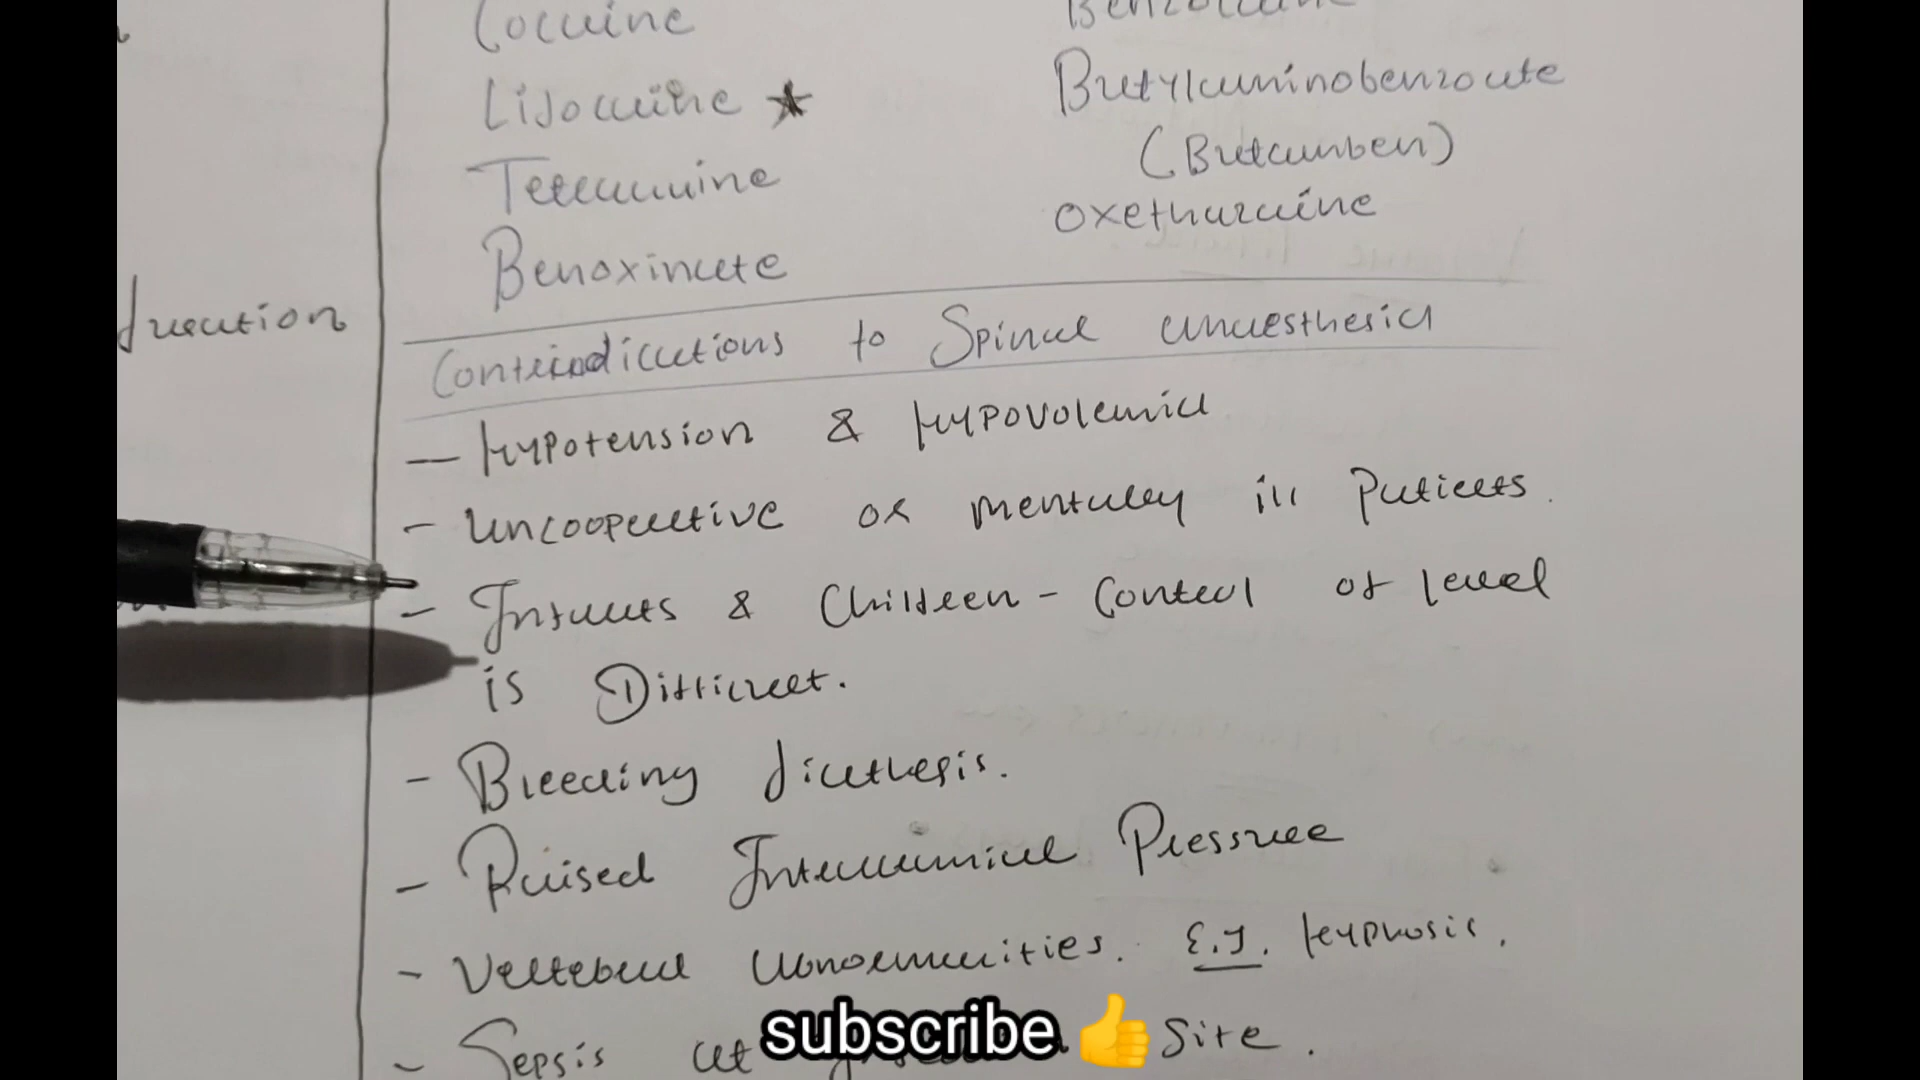 Cocaine
Lidocaine ★
Tetracaine
Benoxinate
Butylaminobenzoate
(Butamben)
Oxethazaine
duration
Contraindications to Spinal anaesthesia
— Hypotension & Hypovolemia
- Uncooperative or mentally ill Patients.
- Infants & Children - Control of level
is Difficult.
- Bleeding diathesis.
- Raised Intracranial Pressure
- Vertebral abnormalities. E.g. kyphosis.
- Sepsis at Site.
subscribe 👍